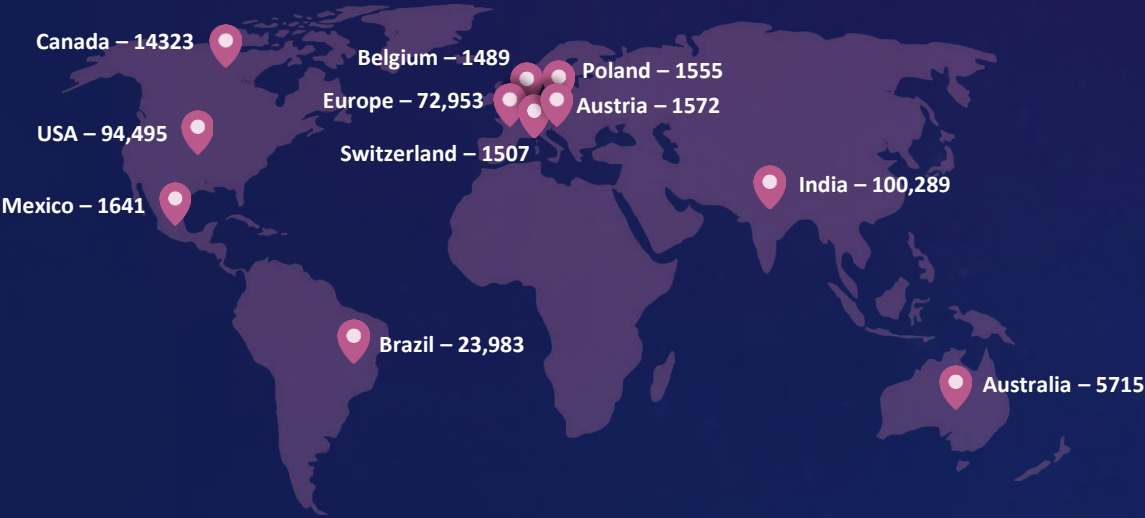 Canada – 14323
Belgium – 1489
Poland – 1555
Europe – 72,953
Austria – 1572
USA – 94,495
Switzerland – 1507
India – 100,289
Mexico – 1641
Brazil – 23,983
Australia – 5715